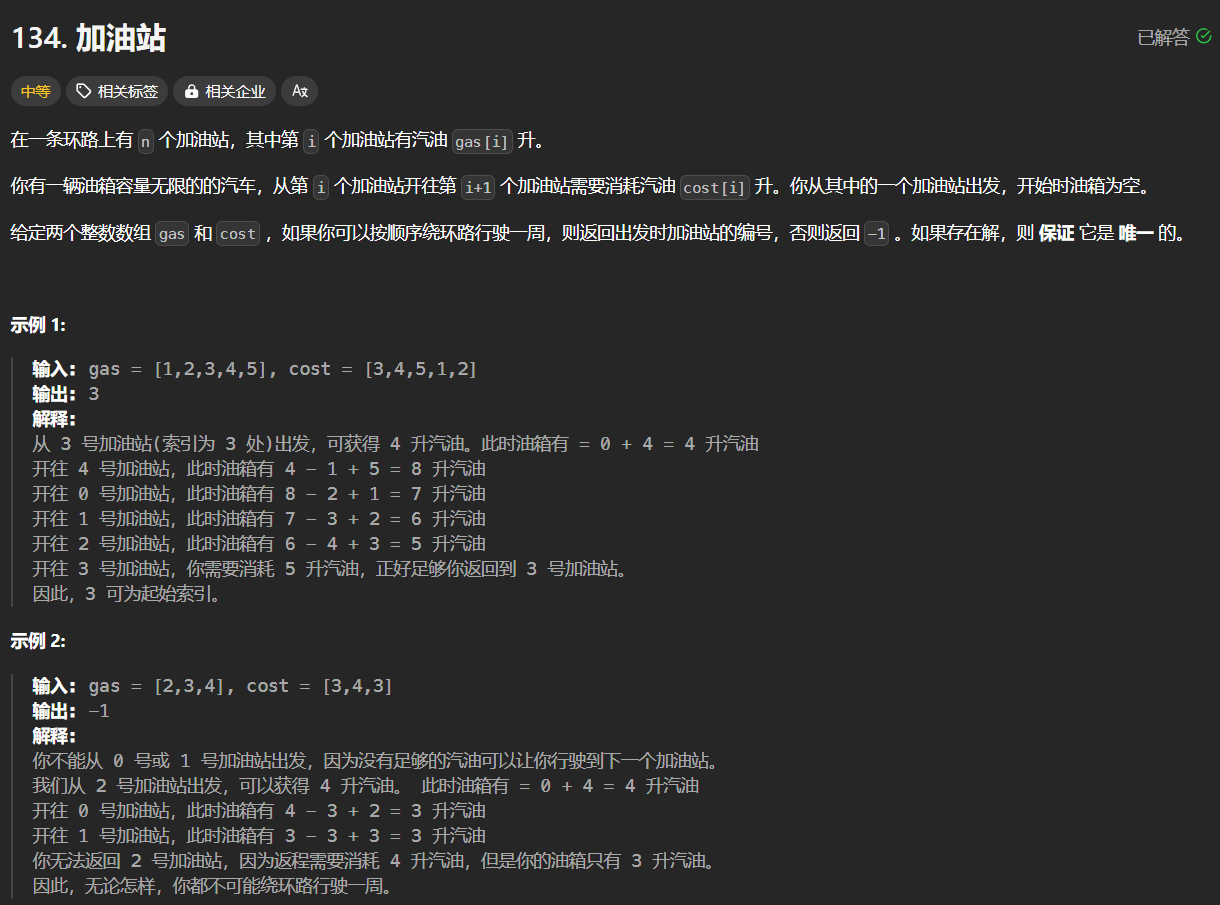 134. 加油站
已解答
中等 相关标签 相关企业 Aあ
在一条环路上有 n 个加油站，其中第 i 个加油站有汽油 gas[i] 升。
你有一辆油箱容量无限的的汽车，从第 i 个加油站开往第 i+1 个加油站需要消耗汽油 cost[i] 升。你从其中的一个加油站出发，开始时油箱为空。
给定两个整数数组 gas 和 cost ，如果你可以按顺序绕环路行驶一周，则返回出发时加油站的编号，否则返回 -1 。如果存在解，则 保证 它是 唯一 的。
示例 1:
输入: gas = [1,2,3,4,5], cost = [3,4,5,1,2]
输出: 3
解释:
从 3 号加油站(索引为 3 处)出发，可获得 4 升汽油。此时油箱有 = 0 + 4 = 4 升汽油
开往 4 号加油站，此时油箱有 4 - 1 + 5 = 8 升汽油
开往 0 号加油站，此时油箱有 8 - 2 + 1 = 7 升汽油
开往 1 号加油站，此时油箱有 7 - 3 + 2 = 6 升汽油
开往 2 号加油站，此时油箱有 6 - 4 + 3 = 5 升汽油
开往 3 号加油站，你需要消耗 5 升汽油，正好足够你返回到 3 号加油站。
因此，3 可为起始索引。
示例 2:
输入: gas = [2,3,4], cost = [3,4,3]
输出: -1
解释:
你不能从 0 号或 1 号加油站出发，因为没有足够的汽油可以让你行驶到下一个加油站。
我们从 2 号加油站出发，可以获得 4 升汽油。 此时油箱有 = 0 + 4 = 4 升汽油
开往 0 号加油站，此时油箱有 4 - 3 + 2 = 3 升汽油
开往 1 号加油站，此时油箱有 3 - 3 + 3 = 3 升汽油
你无法返回 2 号加油站，因为返程需要消耗 4 升汽油，但是你的油箱只有 3 升汽油。
因此，无论怎样，你都不可能绕环路行驶一周。